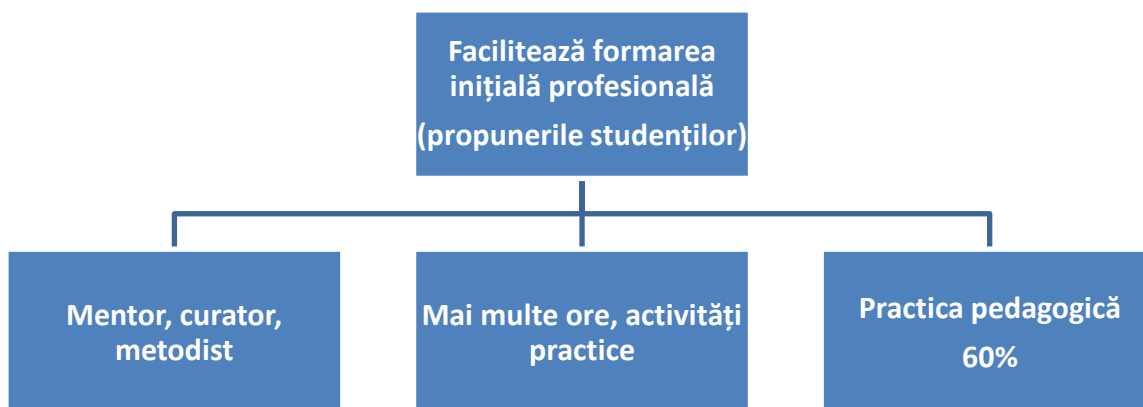 Facilitează formarea
inițială profesională
(propunerile studenților)
Mentor, curator,
metodist
Mai multe ore, activități
practice
Practica pedagogică
60%